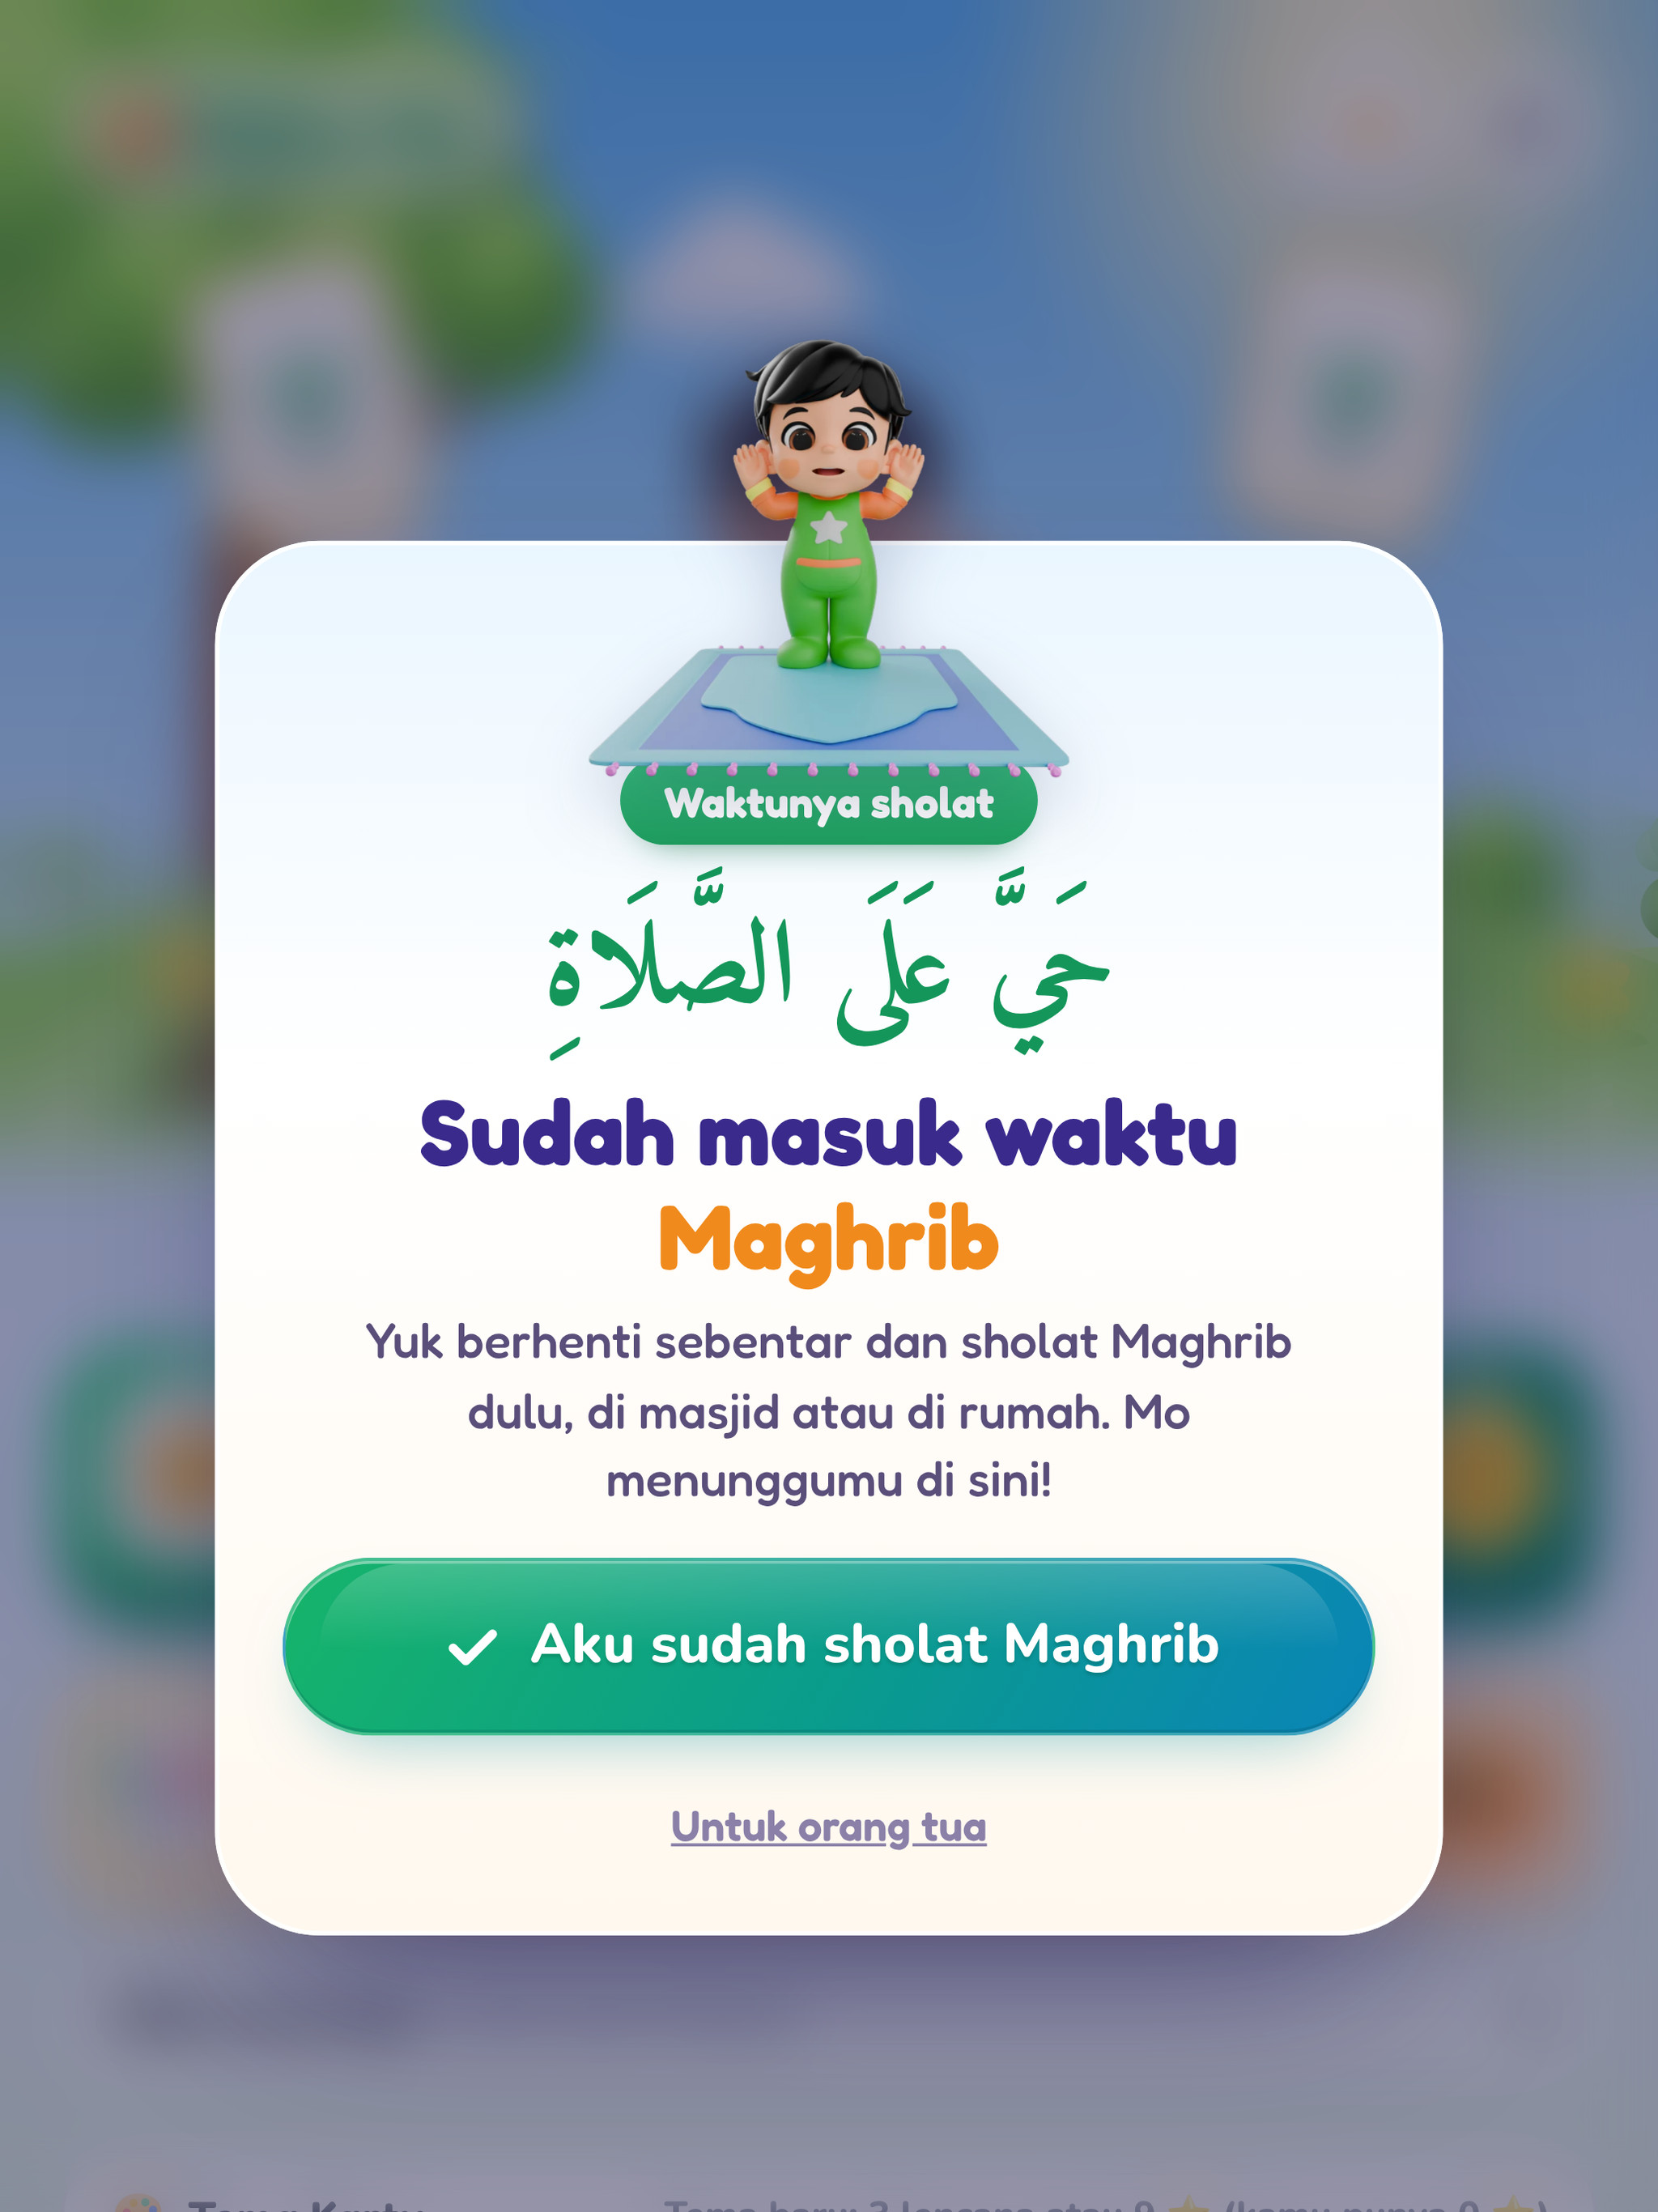 Waktunya sholat
حَيَّ عَلَى الصَّلَاةِ
Sudah masuk waktu
Maghrib
Yuk berhenti sebentar dan sholat Maghrib
dulu, di masjid atau di rumah. Mo
menunggumu di sini!
Aku sudah sholat Maghrib
Untuk orang tua